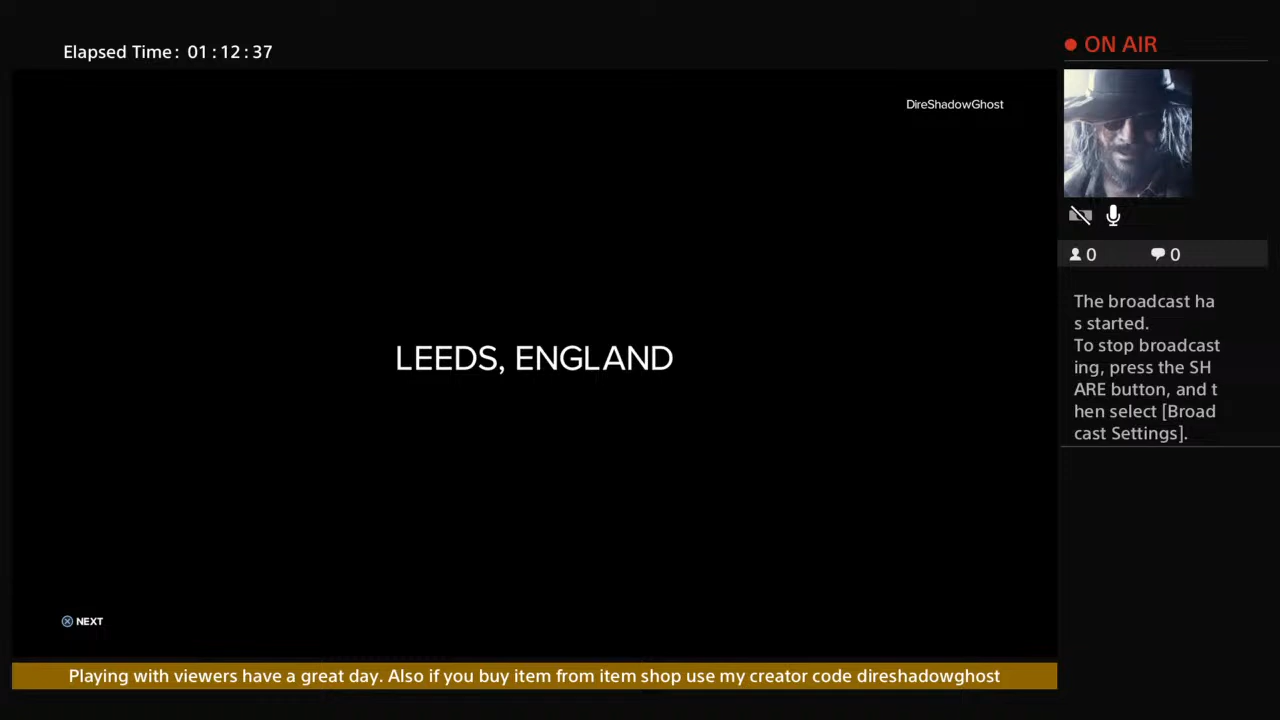 Elapsed Time: 01:12:37
ON AIR
DireShadowGhost
0 0
The broadcast ha
s started.
To stop broadcast
ing, press the SH
ARE button, and t
hen select [Broad
cast Settings].
LEEDS, ENGLAND
NEXT
Playing with viewers have a great day. Also if you buy item from item shop use my creator code direshadowghost